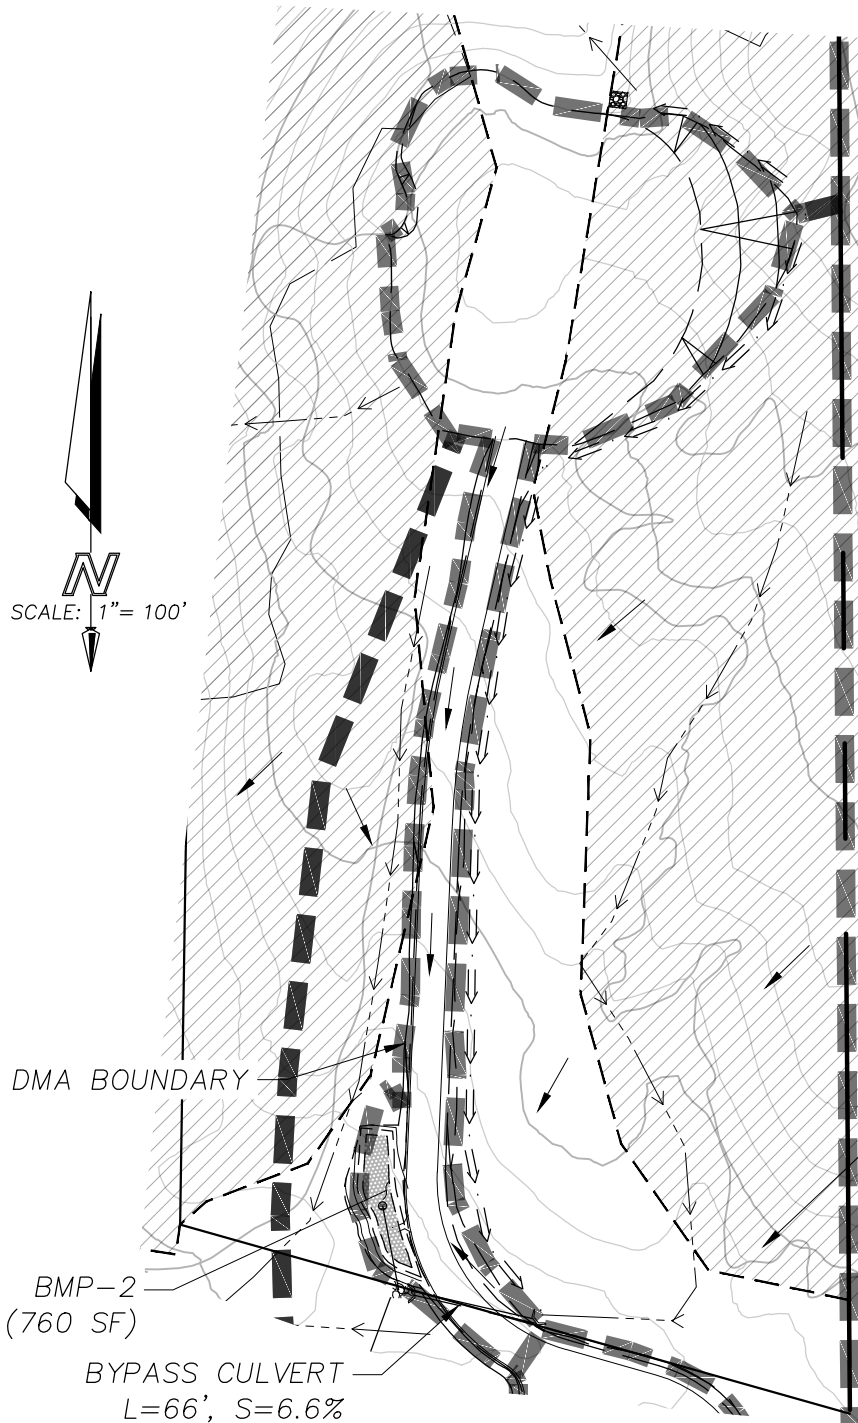 N
SCALE: 1"= 100'
DMA BOUNDARY
BMP-2
(760 SF)
BYPASS CULVERT
L=66', S=6.6%